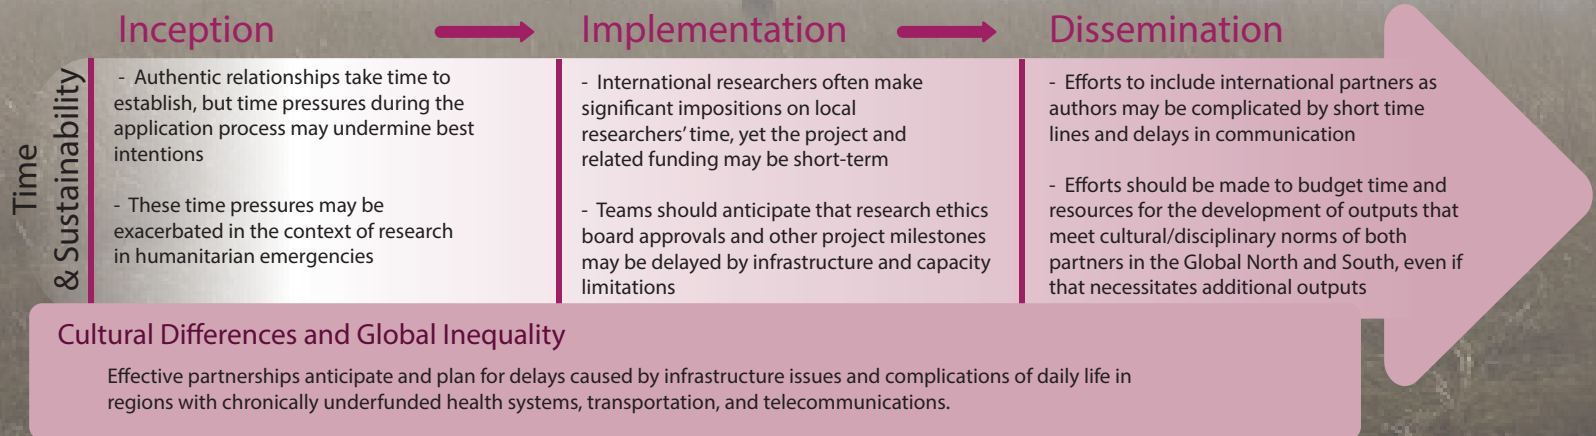 Inception
Implementation
Dissemination
Time
& Sustainability
- Authentic relationships take time to
establish, but time pressures during the
application process may undermine best
intentions
- These time pressures may be
exacerbated in the context of research
in humanitarian emergencies
- International researchers often make
significant impositions on local
researchers’ time, yet the project and
related funding may be short-term
- Teams should anticipate that research ethics
board approvals and other project milestones
may be delayed by infrastructure and capacity
limitations
- Efforts to include international partners as
authors may be complicated by short time
lines and delays in communication
- Efforts should be made to budget time and
resources for the development of outputs that
meet cultural/disciplinary norms of both
partners in the Global North and South, even if
that necessitates additional outputs
Cultural Differences and Global Inequality
Effective partnerships anticipate and plan for delays caused by infrastructure issues and complications of daily life in
regions with chronically underfunded health systems, transportation, and telecommunications.